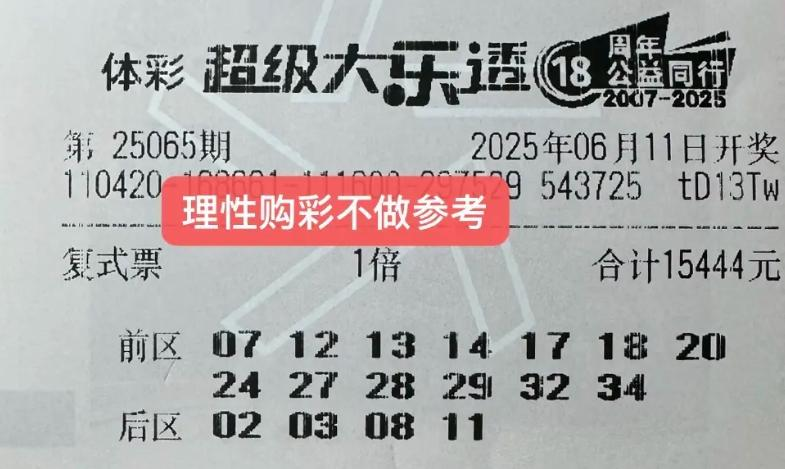 体彩 超级大乐透 18 周年
公益同行
2007-2025
第 25065期 2025年06月11日开奖
110420- 29 543725 tD13Tw
理性购彩不做参考
复式票 1倍 合计15444元
前区 07 12 13 14 17 18 20
24 27 28 29 32 34
后区 02 03 08 11